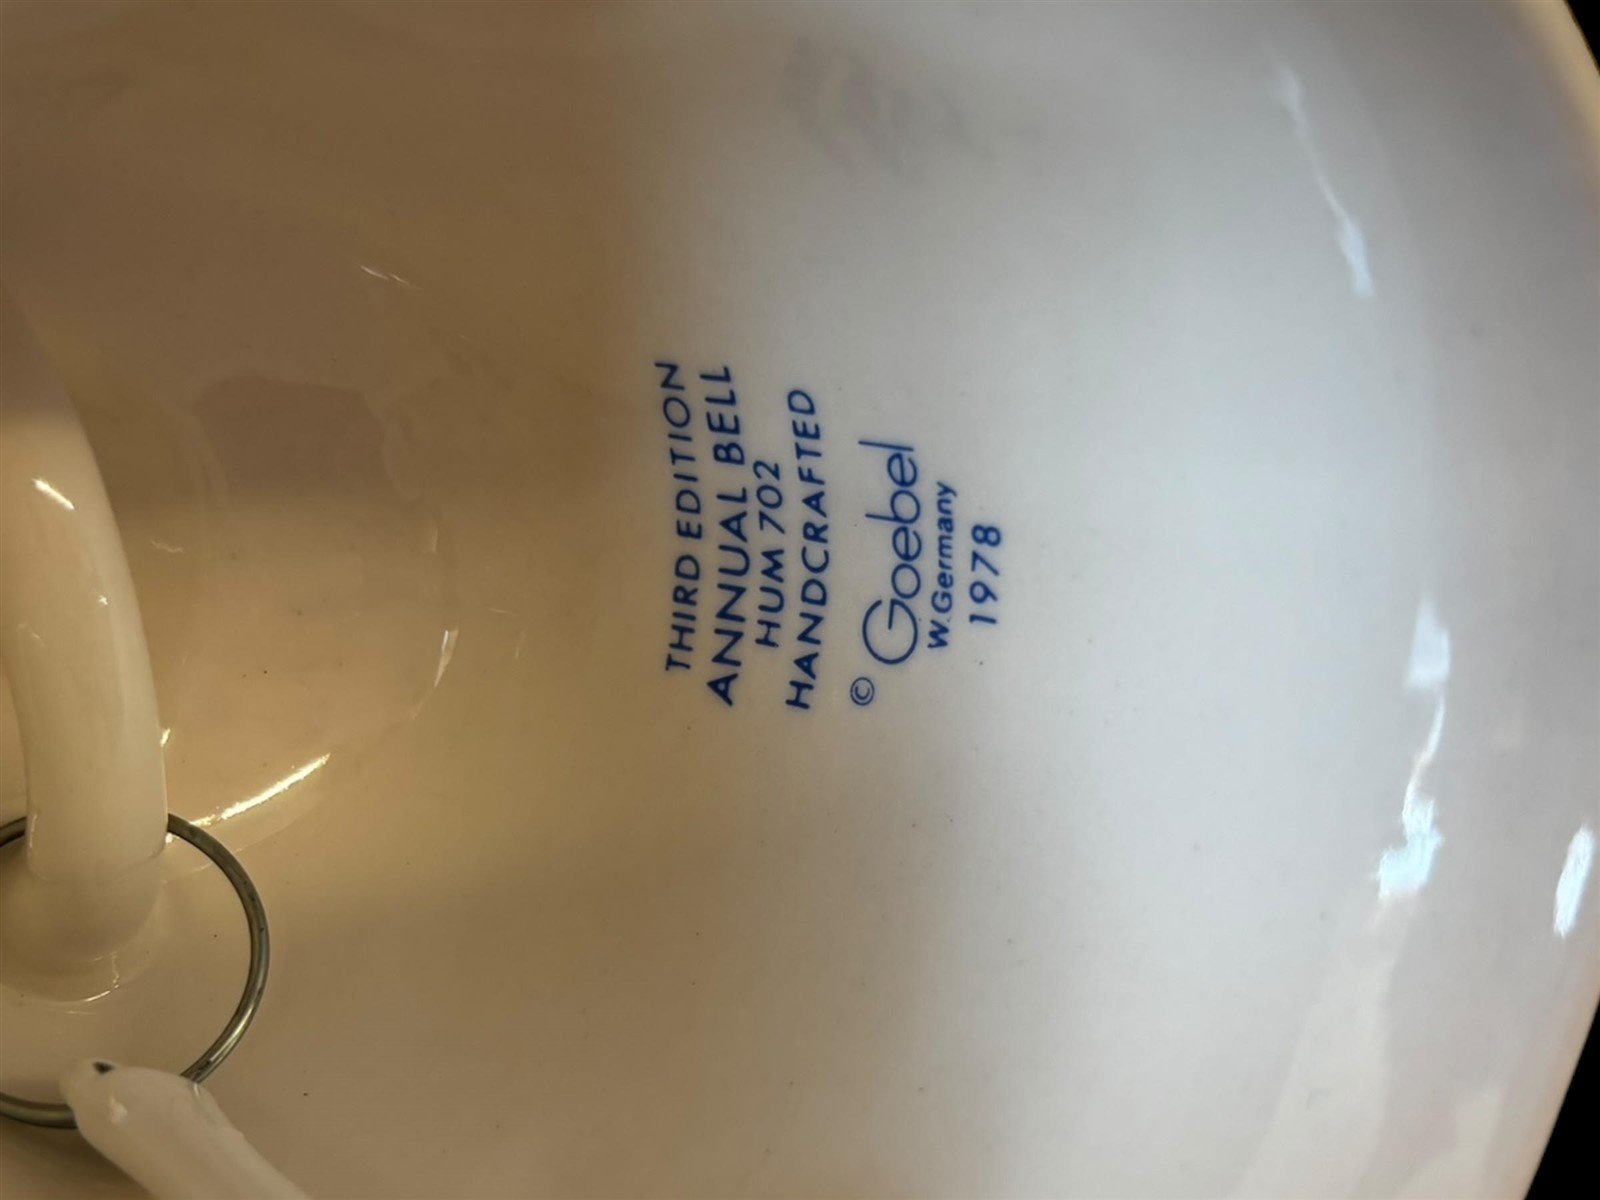 THIRD EDITION
ANNUAL BELL
HUM 702
HANDCRAFTED
© Goebel
W.Germany
1978